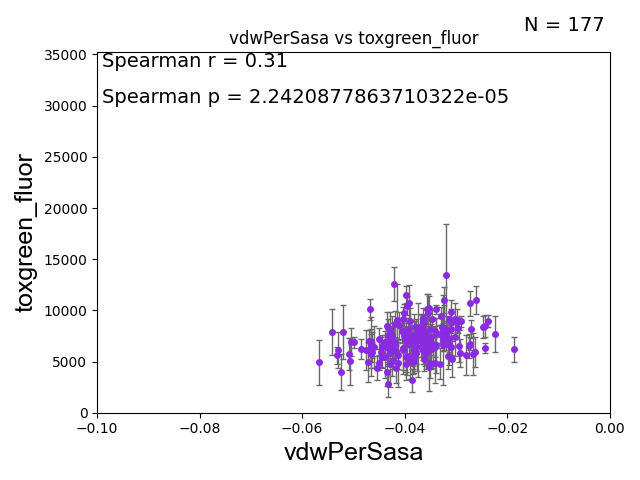 N = 177
vdwPerSasa vs toxgreen_fluor
Spearman r = 0.31
Spearman p = 2.2420877863710322e-05
toxgreen_fluor
35000
30000
25000
20000
15000
10000
5000
0
−0.10
−0.08
−0.06
−0.04
−0.02
0.00
vdwPerSasa